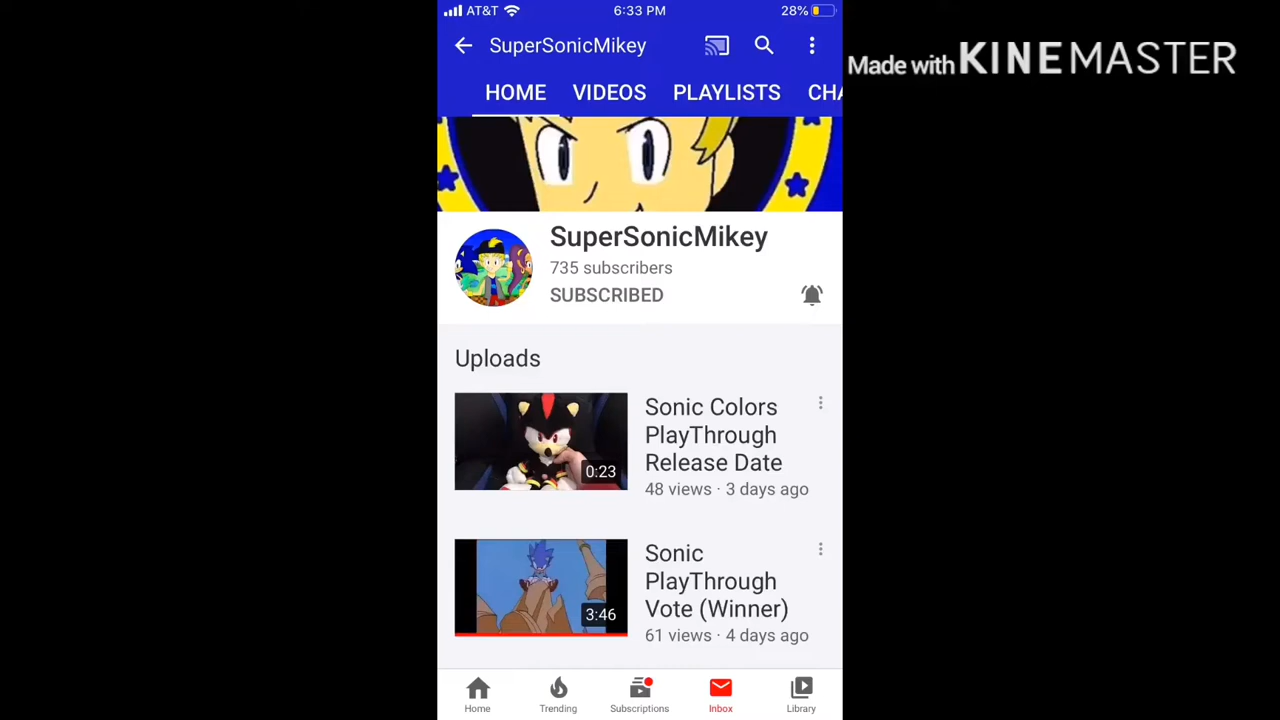 AT&T 6:33 PM 28%
Made with KINEMASTER
SuperSonicMikey
HOME VIDEOS PLAYLISTS CHA
SuperSonicMikey
735 subscribers
SUBSCRIBED
Uploads
Sonic Colors
PlayThrough
Release Date
0:23
48 views · 3 days ago
Sonic
PlayThrough
Vote (Winner)
3:46
61 views · 4 days ago
Home Trending Subscriptions Inbox Library